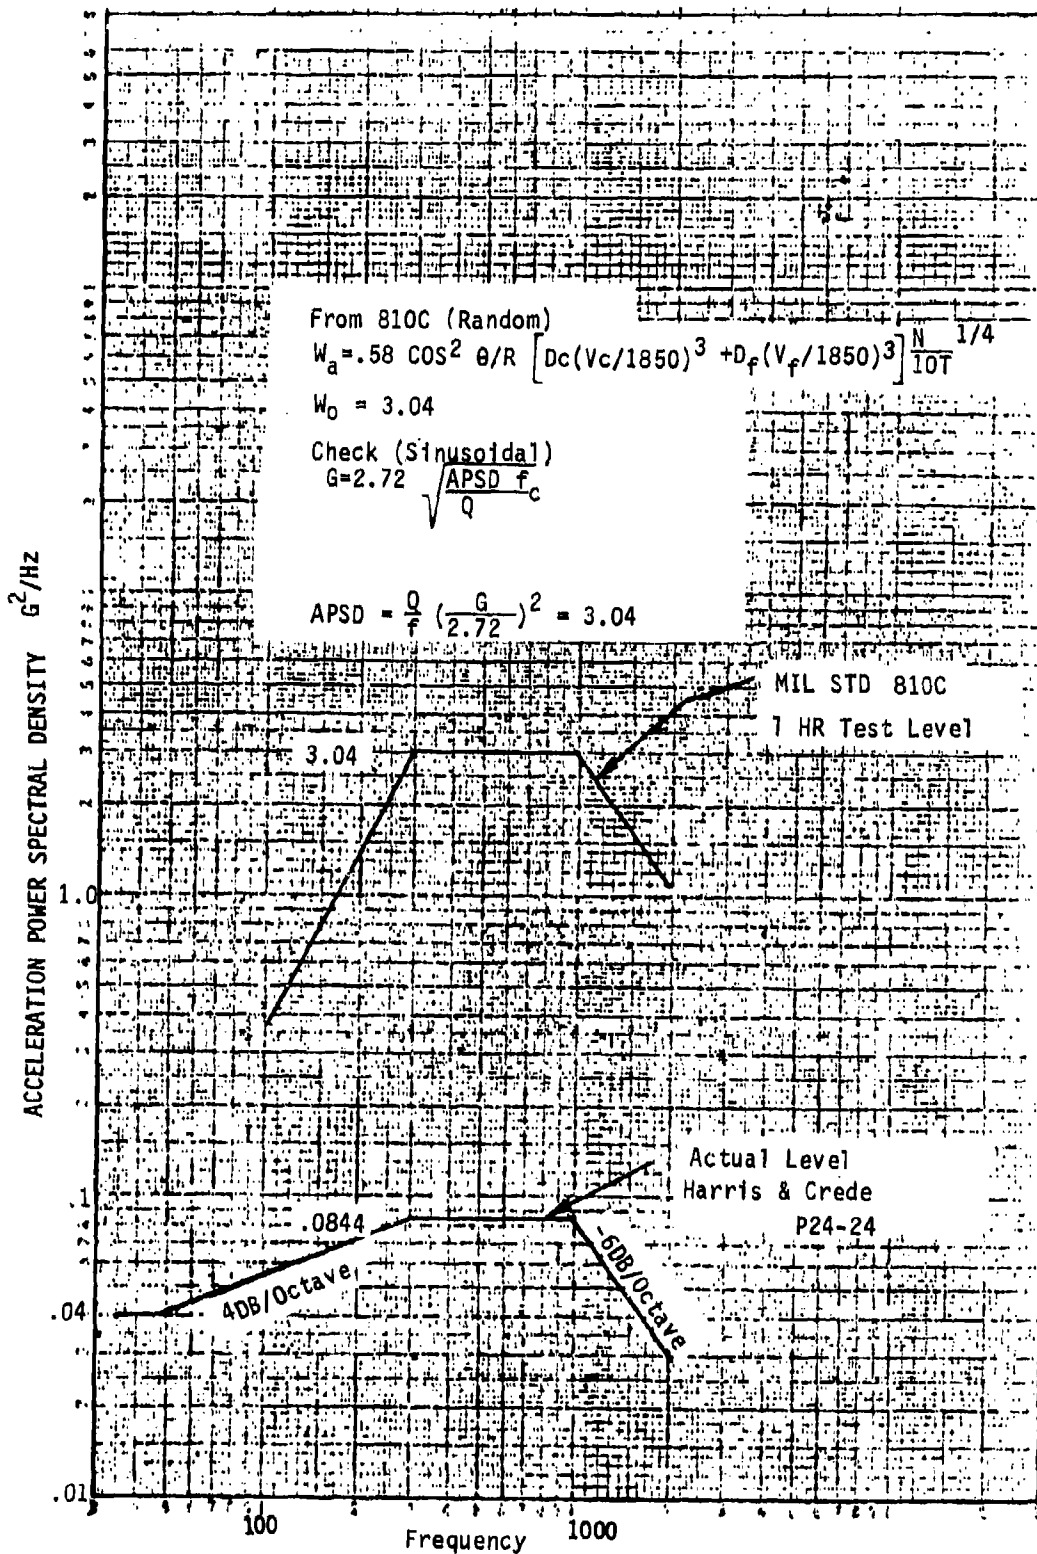 From 810C (Random)
W_a=.58 COS² θ/R [Dc(Vc/1850)³ +D_f(V_f/1850)³] N/10T ^1/4
W_o = 3.04
Check (Sinusoidal)
G=2.72 √(APSD f_c / Q)
APSD = Q/f (G/2.72)² = 3.04
MIL STD 810C
1 HR Test Level
3.04
1.0
Actual Level
Harris & Crede
P24-24
.1
.0844
4DB/Octave
-6DB/Octave
.04
.01
100
1000
Frequency
ACCELERATION POWER SPECTRAL DENSITY G²/Hz